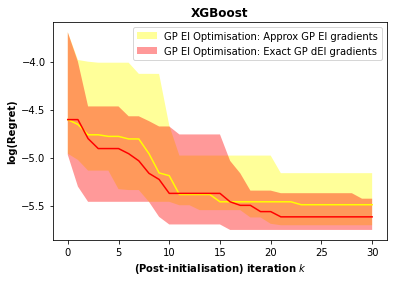 XGBoost
GP EI Optimisation: Approx GP EI gradients
GP EI Optimisation: Exact GP dEI gradients
log(Regret)
−4.0
−4.5
−5.0
−5.5
0 5 10 15 20 25 30
(Post-initialisation) iteration k